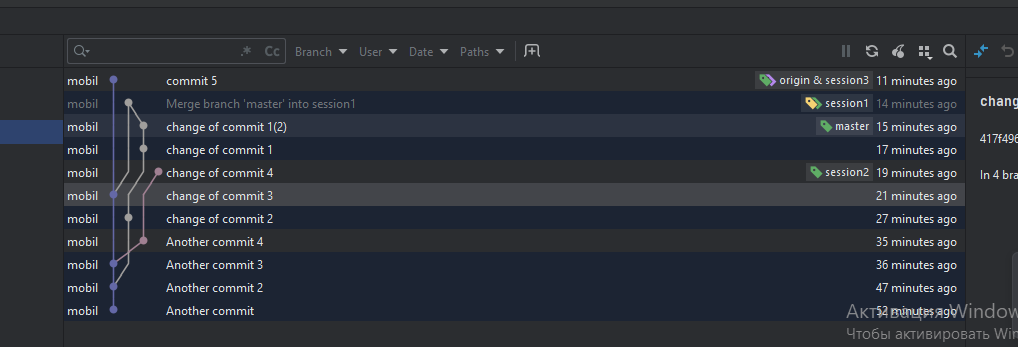 .* Cc Branch User Date Paths
mobil commit 5 origin & session3 11 minutes ago
mobil Merge branch 'master' into session1 session1 14 minutes ago
mobil change of commit 1(2) master 15 minutes ago
mobil change of commit 1 17 minutes ago
mobil change of commit 4 session2 19 minutes ago
mobil change of commit 3 21 minutes ago
mobil change of commit 2 27 minutes ago
mobil Another commit 4 35 minutes ago
mobil Another commit 3 36 minutes ago
mobil Another commit 2 47 minutes ago
mobil Another commit 52 minutes ago
chang
417f496
In 4 bra
Активация Window
Чтобы активировать Win